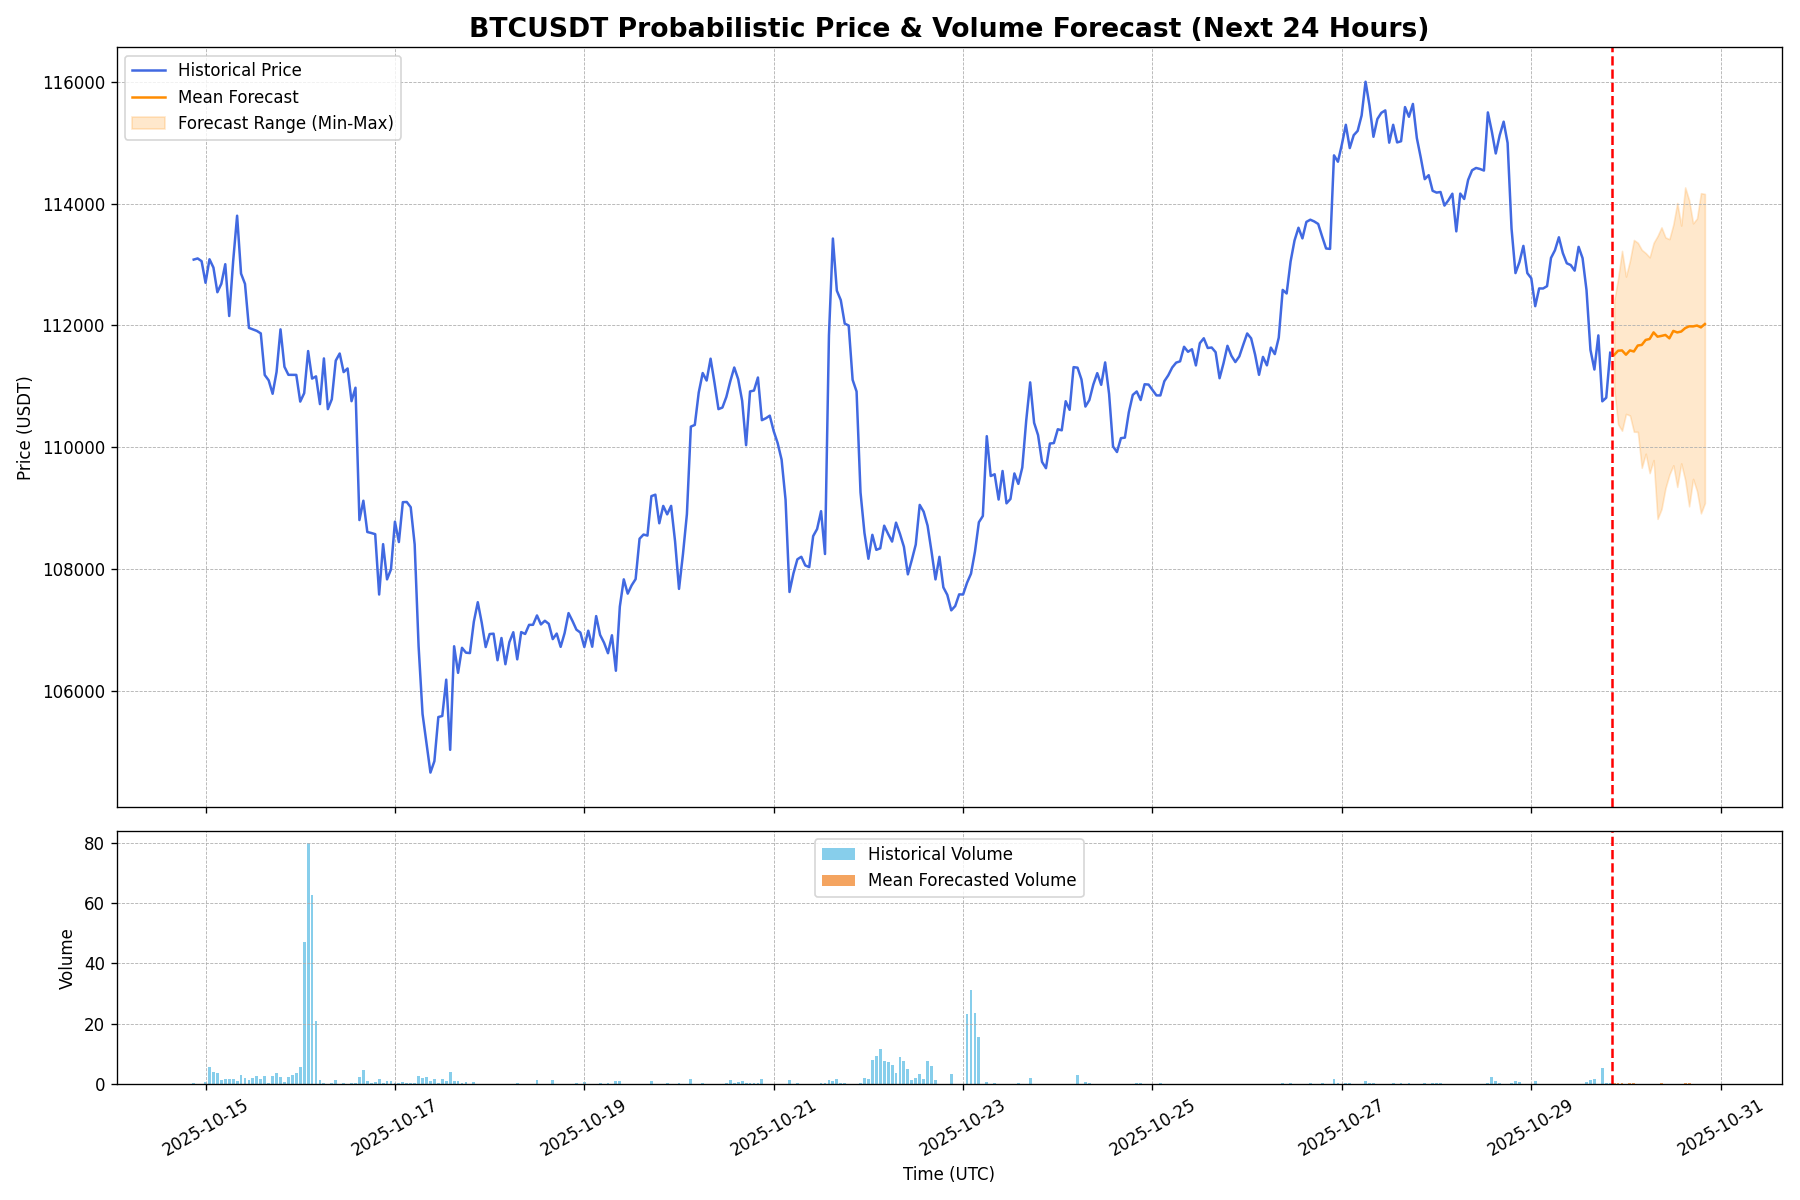 BTCUSDT Probabilistic Price & Volume Forecast (Next 24 Hours)
Historical Price
Mean Forecast
Forecast Range (Min-Max)
Price (USDT)
116000
114000
112000
110000
108000
106000
Historical Volume
Mean Forecasted Volume
Volume
80
60
40
20
0
2025-10-15
2025-10-17
2025-10-19
2025-10-21
2025-10-23
2025-10-25
2025-10-27
2025-10-29
2025-10-31
Time (UTC)